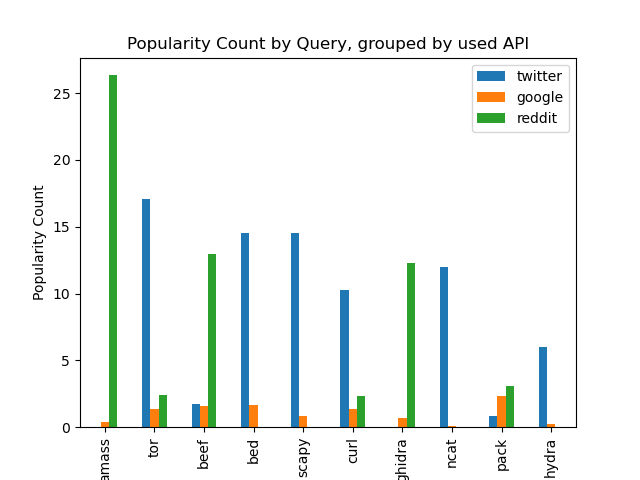 Popularity Count by Query, grouped by used API
twitter
google
reddit
Popularity Count
25
20
15
10
5
0
amass
tor
beef
bed
scapy
curl
ghidra
ncat
pack
hydra